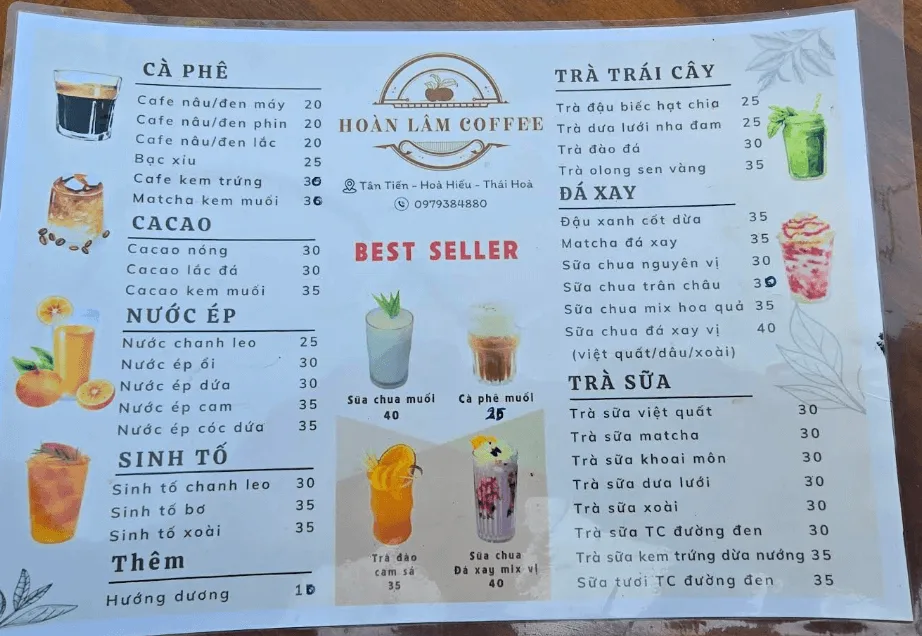 CÀ PHÊ
Cafe nâu/đen máy 20
Cafe nâu/đen phin 20
Cafe nâu/đen lắc 20
Bạc xíu 25
Cafe kem trứng 30
Matcha kem muối 30
CACAO
Cacao nóng 30
Cacao lắc đá 30
Cacao kem muối 35
NƯỚC ÉP
Nước chanh leo 25
Nước ép ổi 30
Nước ép dứa 30
Nước ép cam 35
Nước ép cóc dứa 35
SINH TỐ
Sinh tố chanh leo 30
Sinh tố bơ 35
Sinh tố xoài 35
Thêm
Hướng dương 10
HOÀN LÂM COFFEE
Tân Tiến - Hoà Hiếu - Thái Hoà
0979384880
BEST SELLER
Sữa chua muối
40
Cà phê muối
25
Trà đào
cam sả
35
Sữa chua
Đá xay mix vị
40
TRÀ TRÁI CÂY
Trà đậu biếc hạt chia 25
Trà dưa lưới nha đam 25
Trà đào đá 30
Trà olong sen vàng 35
ĐÁ XAY
Đậu xanh cốt dừa 35
Matcha đá xay 35
Sữa chua nguyên vị 30
Sữa chua trân châu 30
Sữa chua mix hoa quả 35
Sữa chua đá xay vị 40
(việt quất/dâu/xoài)
TRÀ SỮA
Trà sữa việt quất 30
Trà sữa matcha 30
Trà sữa khoai môn 30
Trà sữa dưa lưới 30
Trà sữa xoài 30
Trà sữa TC đường đen 30
Trà sữa kem trứng dừa nướng 35
Sữa tươi TC đường đen 35